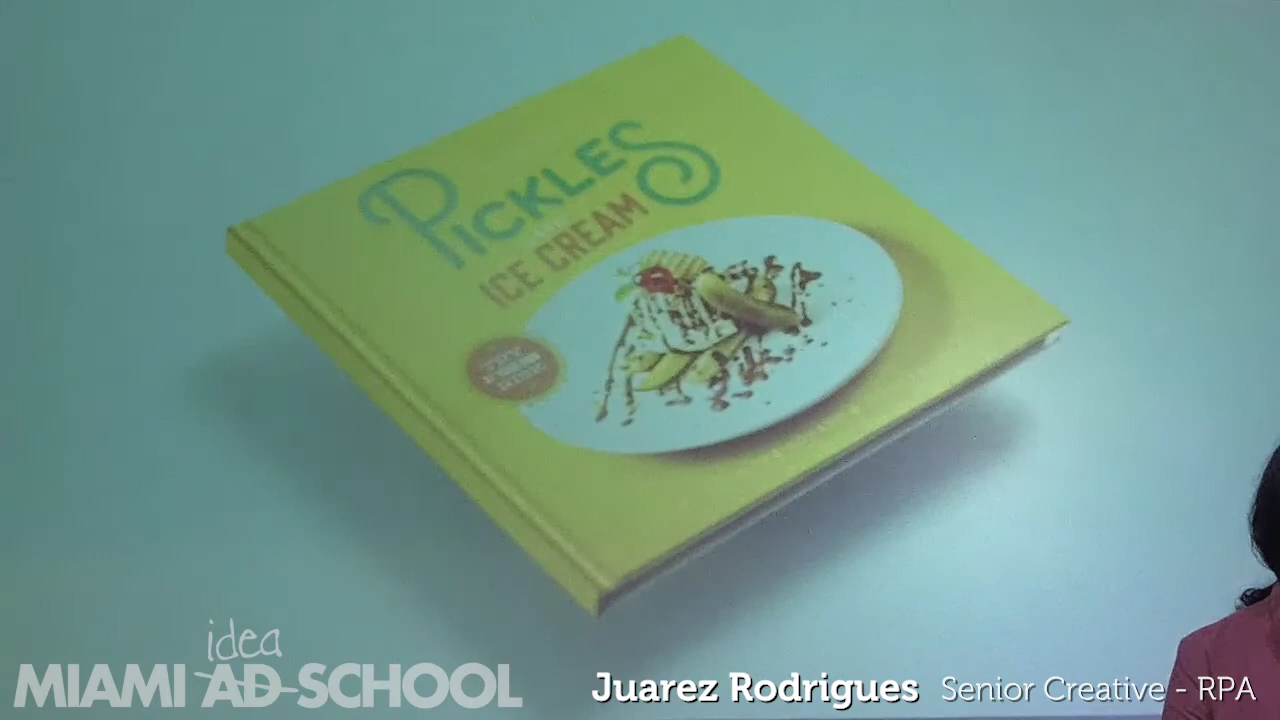 PICKLES
ICE CREAM
idea
MIAMI AD SCHOOL
Juarez Rodrigues Senior Creative - RPA